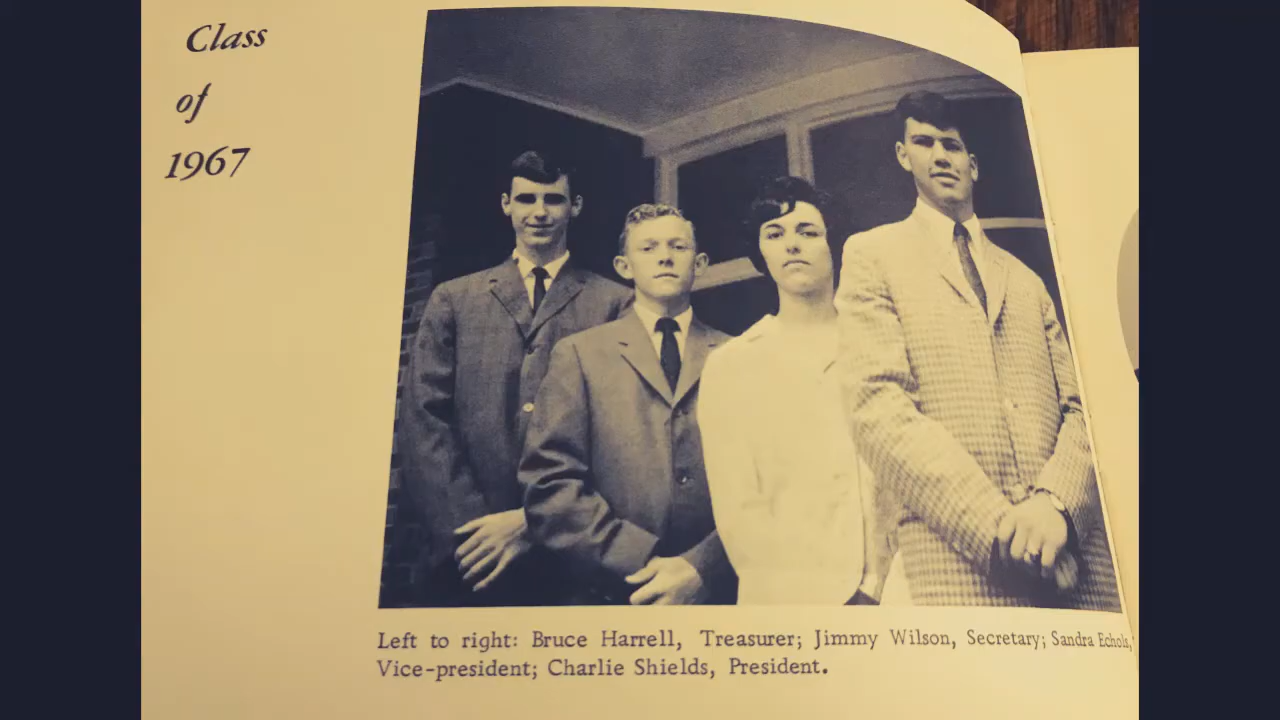 Class
of
1967
Left to right: Bruce Harrell, Treasurer; Jimmy Wilson, Secretary; Sandra Echols,
Vice-president; Charlie Shields, President.